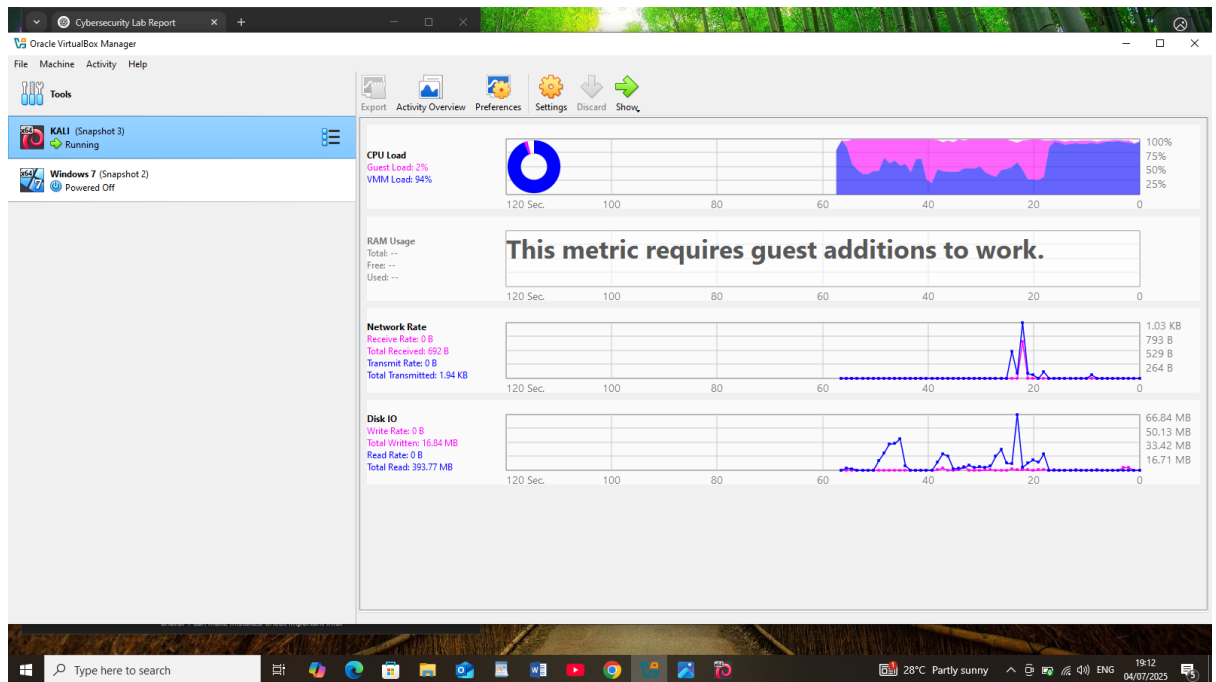 Cybersecurity Lab Report
Oracle VirtualBox Manager
File Machine Activity Help
Tools
Export Activity Overview Preferences Settings Discard Show
KALI (Snapshot 3)
Running
Windows 7 (Snapshot 2)
Powered Off
CPU Load
Guest Load: 2%
VMM Load: 94%
100%
75%
50%
25%
120 Sec. 100 80 60 40 20 0
RAM Usage
Total: --
Free: --
Used: --
This metric requires guest additions to work.
120 Sec. 100 80 60 40 20 0
Network Rate
Receive Rate: 0 B
Total Received: 692 B
Transmit Rate: 0 B
Total Transmitted: 1.94 KB
1.03 KB
793 B
529 B
264 B
120 Sec. 100 80 60 40 20 0
Disk IO
Write Rate: 0 B
Total Written: 16.84 MB
Read Rate: 0 B
Total Read: 393.77 MB
66.84 MB
50.13 MB
33.42 MB
16.71 MB
120 Sec. 100 80 60 40 20 0
Type here to search
28°C Partly sunny
ENG
19:12
04/07/2025